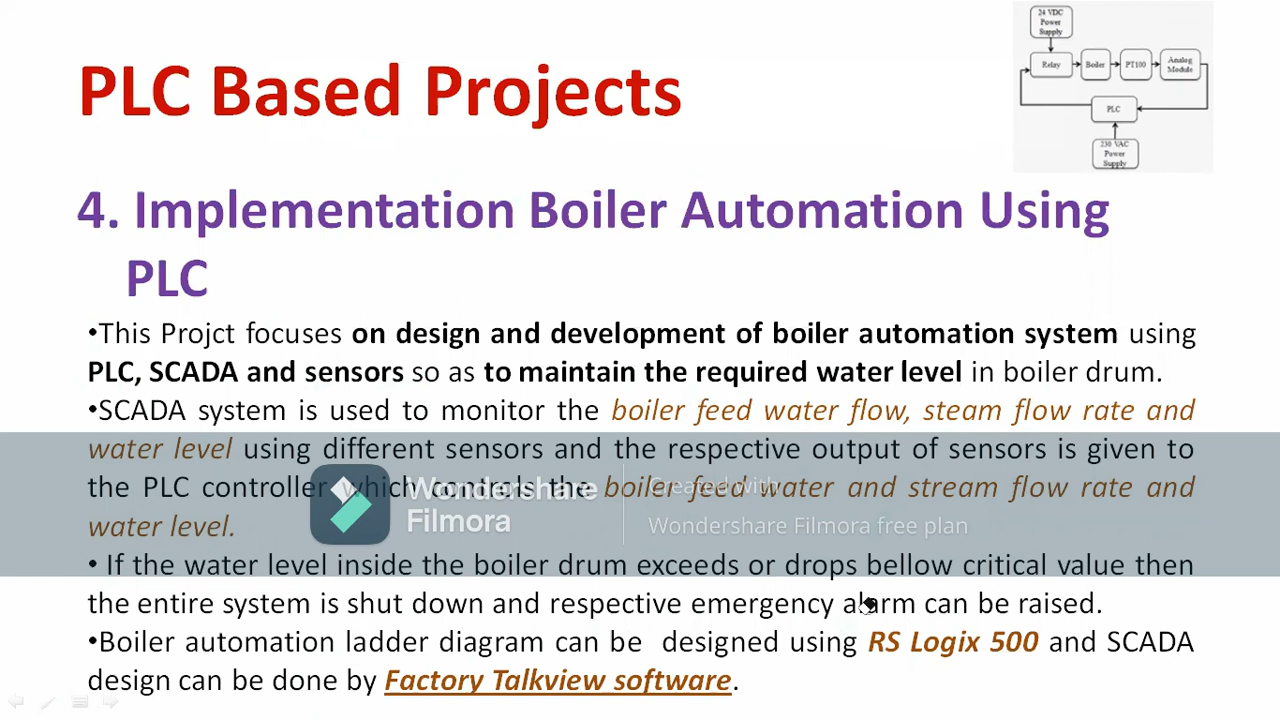 24 VDC
Power
Supply
Relay
Boiler
PT100
Analog
Module
PLC
230 VAC
Power
Supply
PLC Based Projects
4. Implementation Boiler Automation Using
PLC
•This Projct focuses on design and development of boiler automation system using
PLC, SCADA and sensors so as to maintain the required water level in boiler drum.
•SCADA system is used to monitor the boiler feed water flow, steam flow rate and
water level using different sensors and the respective output of sensors is given to
the PLC controller which controls the boiler feed water and stream flow rate and
water level.
• If the water level inside the boiler drum exceeds or drops bellow critical value then
the entire system is shut down and respective emergency alarm can be raised.
•Boiler automation ladder diagram can be designed using RS Logix 500 and SCADA
design can be done by Factory Talkview software.
Wondershare
Filmora
Created with
Wondershare Filmora free plan